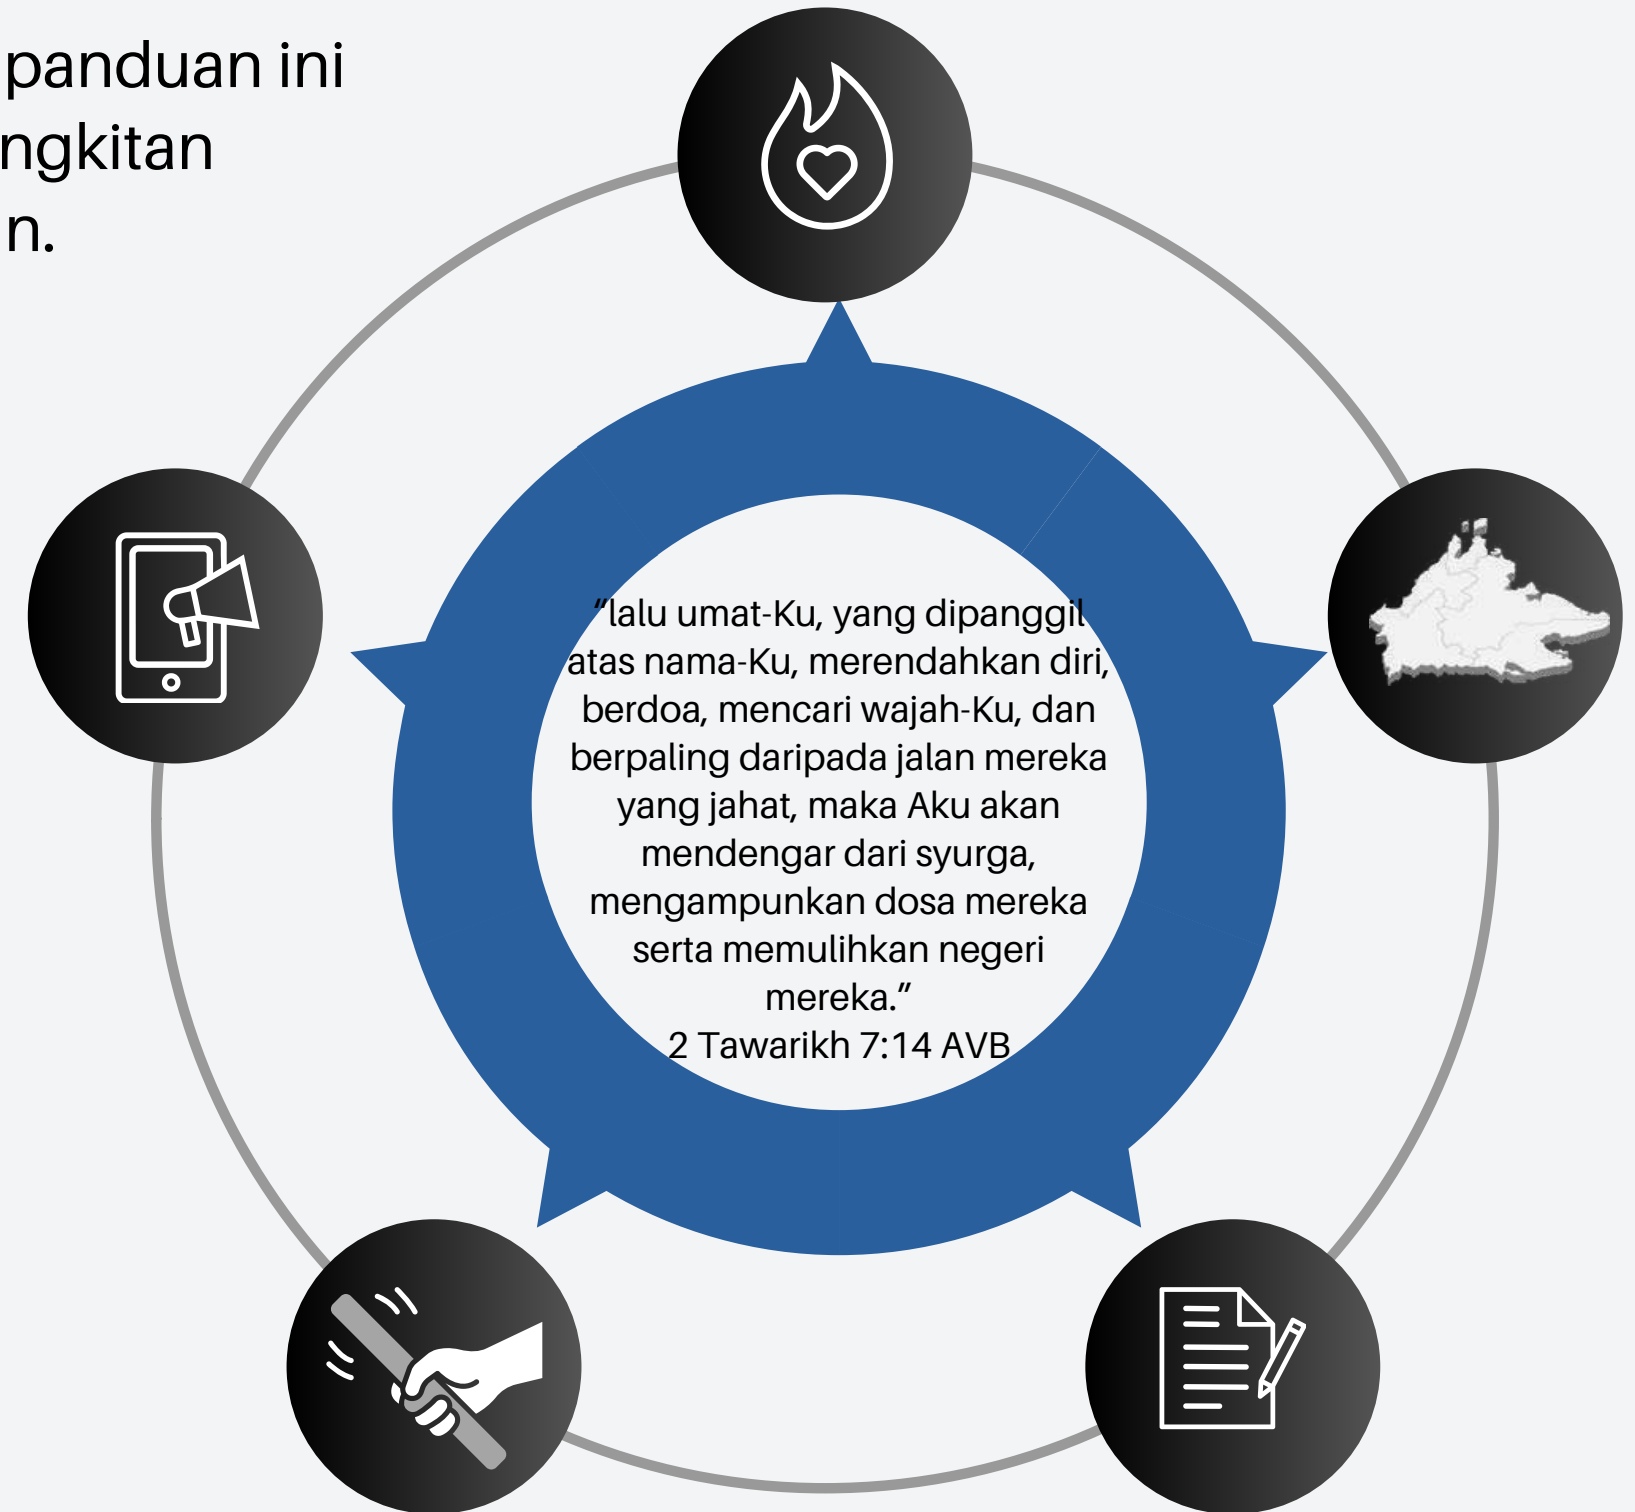 panduan ini
ngkitan
n.
“lalu umat-Ku, yang dipanggil
atas nama-Ku, merendahkan diri,
berdoa, mencari wajah-Ku, dan
berpaling daripada jalan mereka
yang jahat, maka Aku akan
mendengar dari syurga,
mengampunkan dosa mereka
serta memulihkan negeri
mereka.”
2 Tawarikh 7:14 AVB